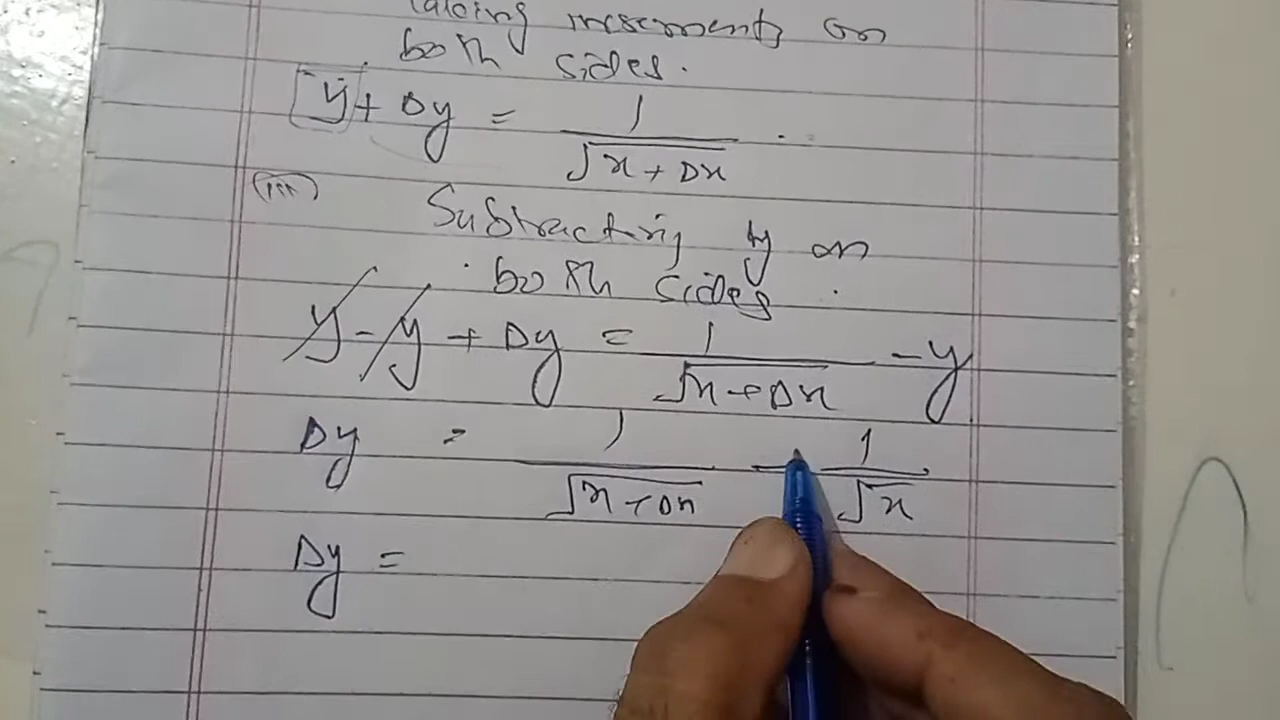 Taking increments on
both sides.
y + Δy = 1/√x+Δx
(iii) Subtracting y on
both sides.
y - y + Δy = 1/√x+Δx - y
Δy = 1/√x+Δx - 1/√x
Δy =